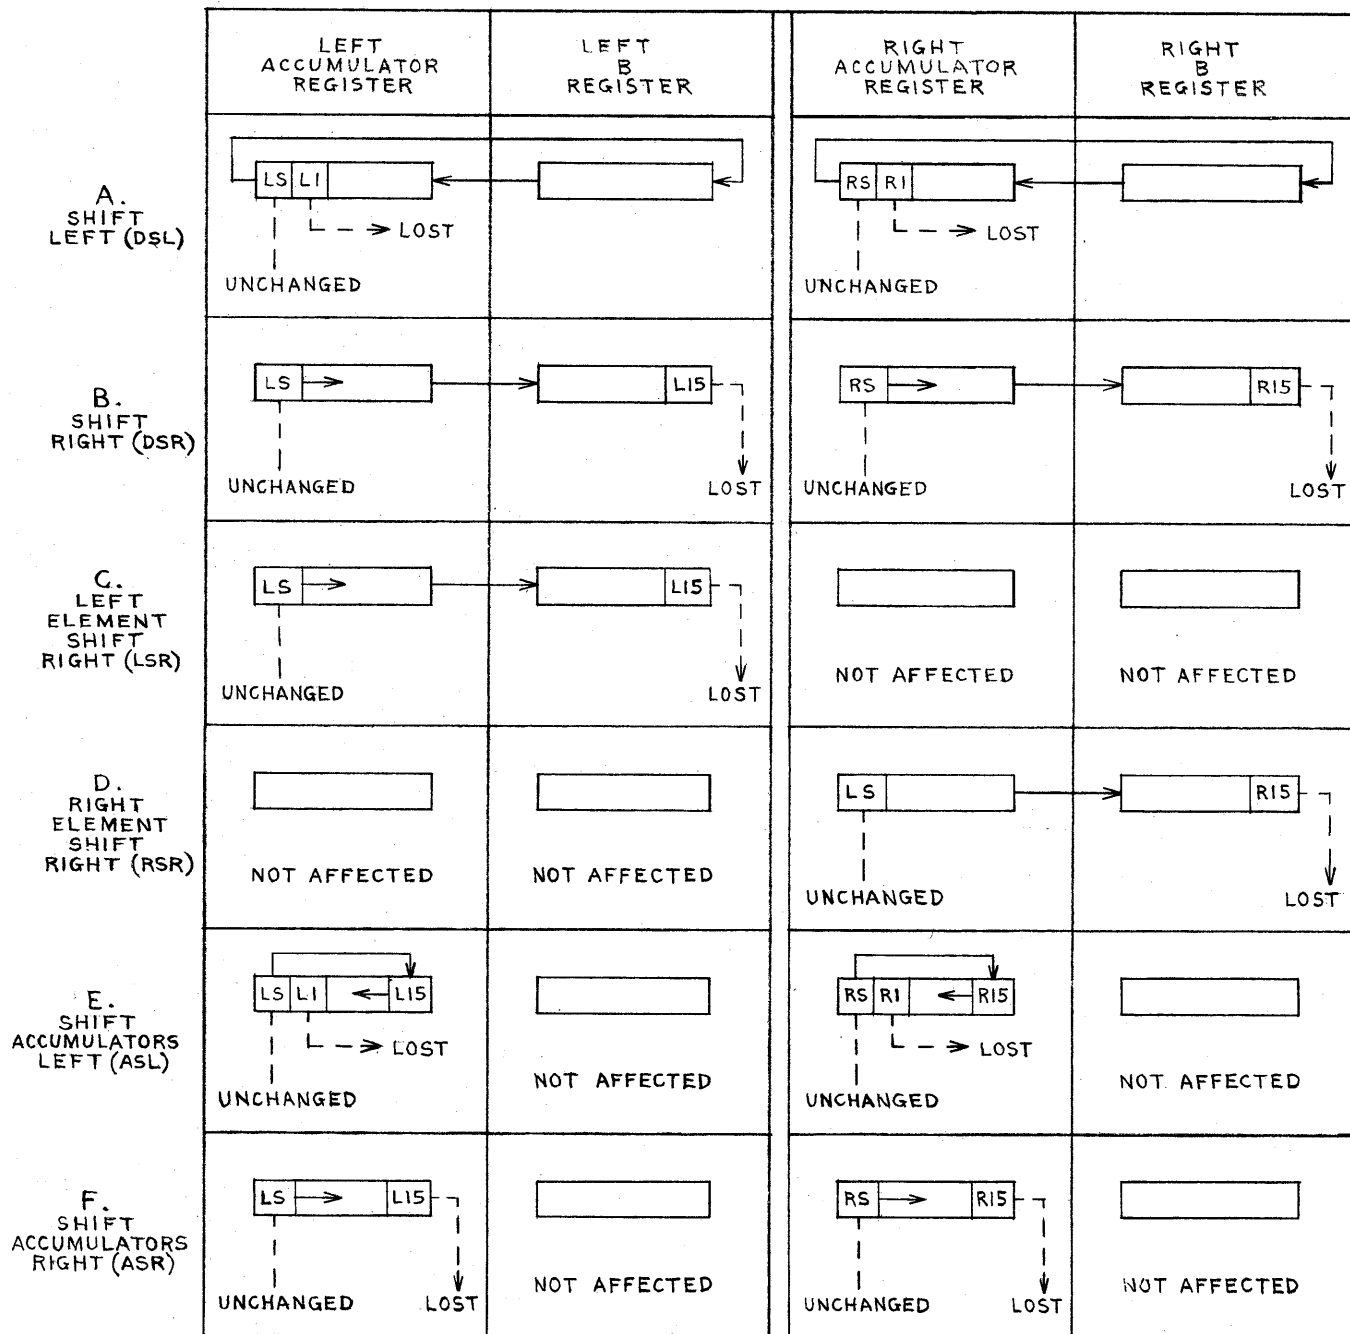 LEFT
ACCUMULATOR
REGISTER
LEFT
B
REGISTER
RIGHT
ACCUMULATOR
REGISTER
RIGHT
B
REGISTER
A.
SHIFT
LEFT (DSL)
LS L1
LOST
UNCHANGED
RS R1
LOST
UNCHANGED
B.
SHIFT
RIGHT (DSR)
LS
UNCHANGED
L15
LOST
RS
UNCHANGED
R15
LOST
C.
LEFT
ELEMENT
SHIFT
RIGHT (LSR)
LS
UNCHANGED
L15
LOST
NOT AFFECTED
NOT AFFECTED
D.
RIGHT
ELEMENT
SHIFT
RIGHT (RSR)
NOT AFFECTED
NOT AFFECTED
LS
UNCHANGED
R15
LOST
E.
SHIFT
ACCUMULATORS
LEFT (ASL)
LS L1 L15
LOST
UNCHANGED
NOT AFFECTED
RS R1 R15
LOST
UNCHANGED
NOT AFFECTED
F.
SHIFT
ACCUMULATORS
RIGHT (ASR)
LS L15
UNCHANGED LOST
NOT AFFECTED
RS R15
UNCHANGED LOST
NOT AFFECTED